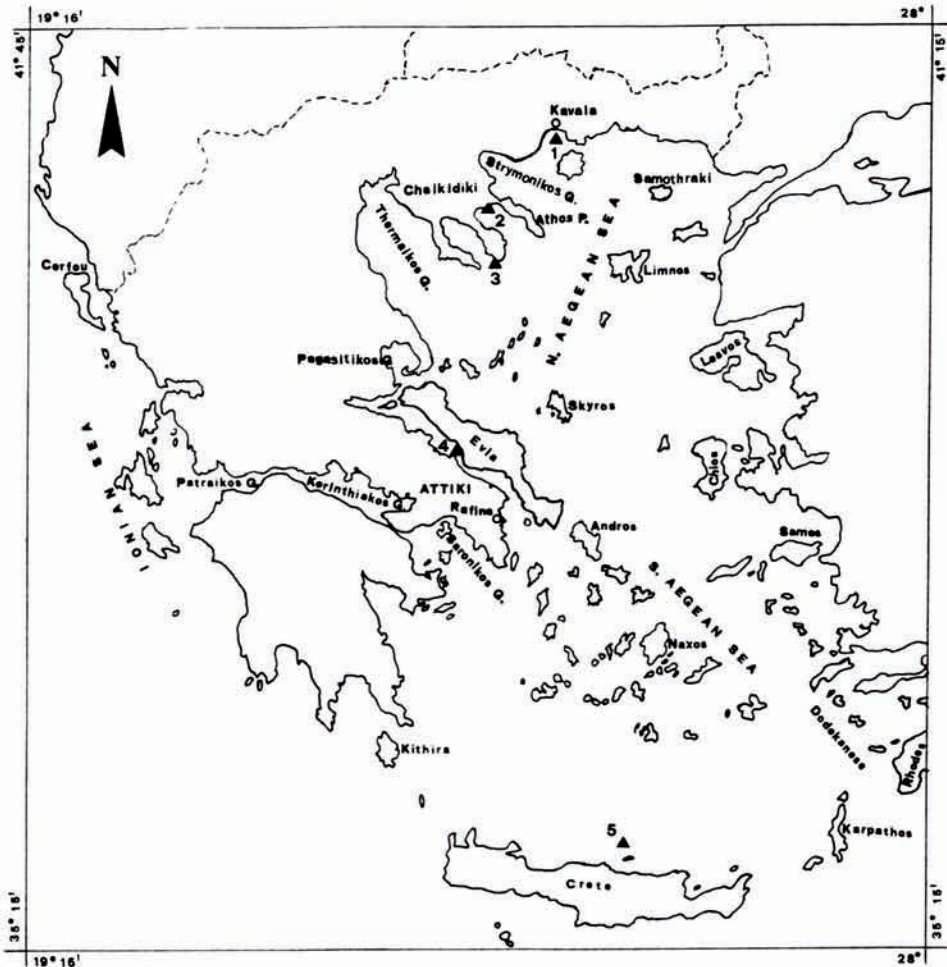 19° 16'
28°
41° 45'
41° 15'
N
Kavala
1
Strymonikos G.
Samothraki
Chalkidiki
2
Athos P.
Thermaikos G.
3
Limnos
Corfou
N. AEGEAN SEA
Pagasitikos G.
Lesvos
Skyros
IONIAN SEA
4
Evia
Chios
Patraikos G.
Korinthiakos G.
ATTIKI
Rafina
Andros
Samos
Saronikos G.
S. AEGEAN SEA
Naxos
Dodekanese
Kithira
Rhodes
5
Karpathos
Crete
35° 15'
35° 15'
19° 16'
28°